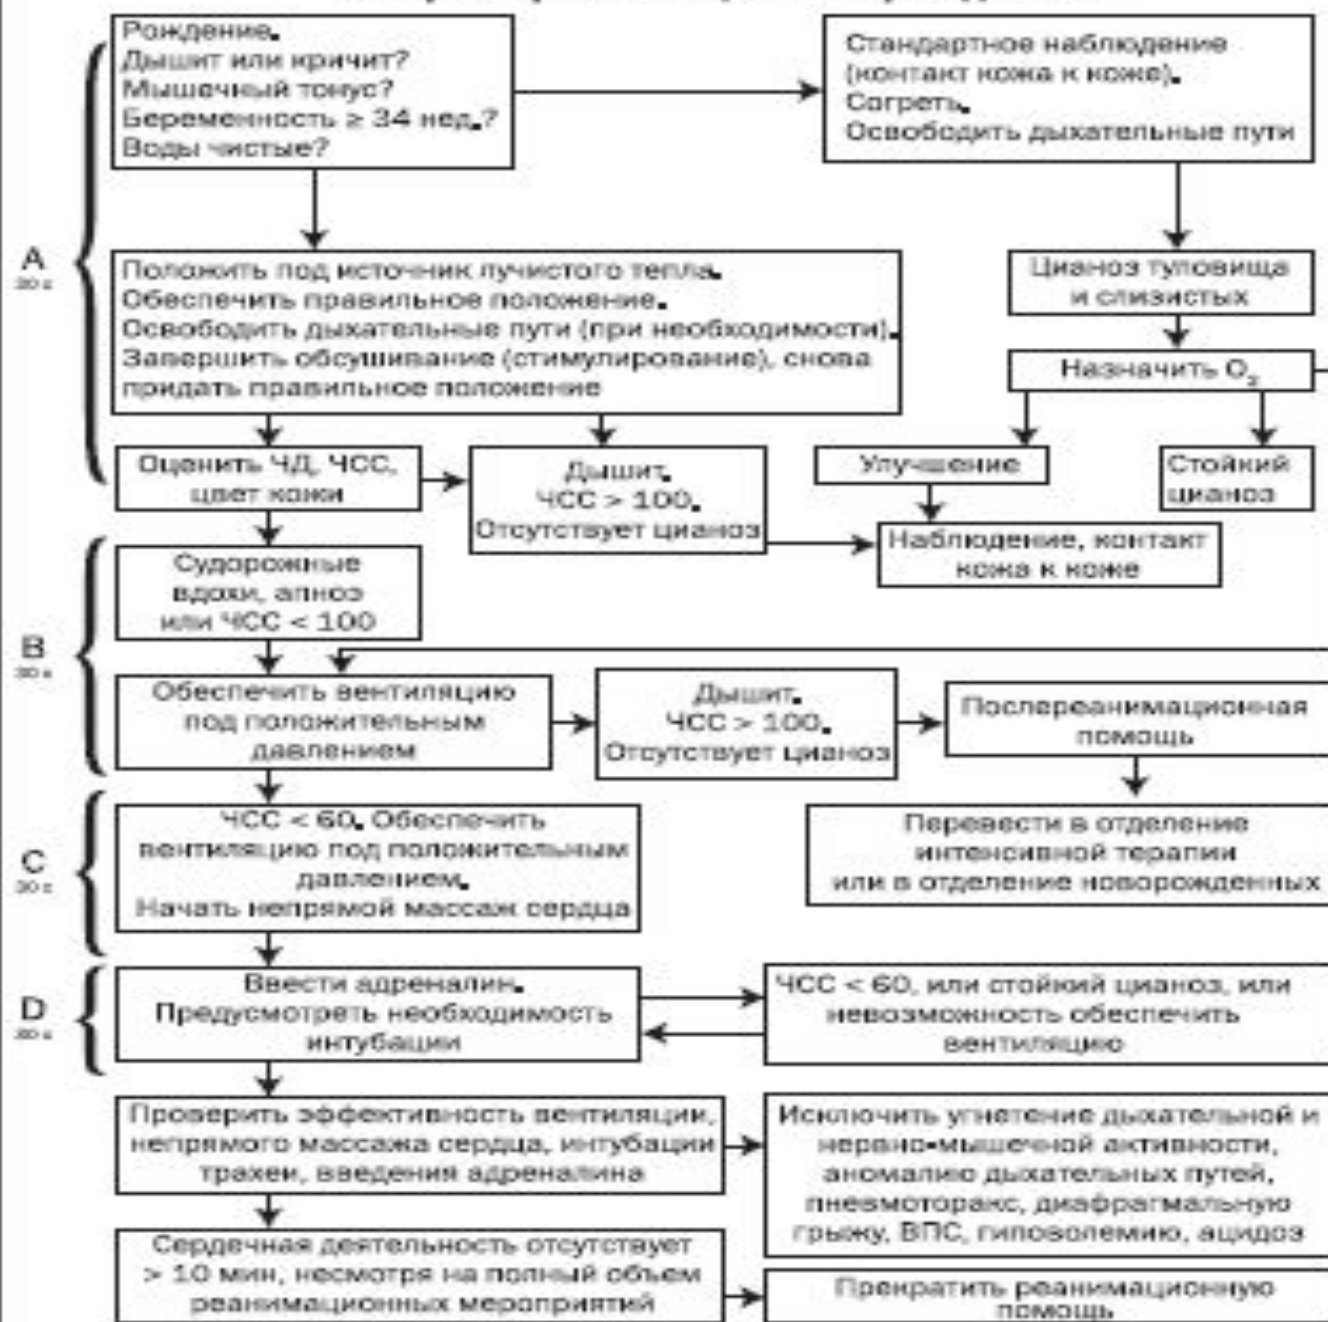 Рождение.
Дышит или кричит?
Мышечный тонус?
Беременность ≥ 34 нед.?
Воды чистые?
Стандартное наблюдение
(контакт кожа к коже).
Согреть.
Освободить дыхательные пути
A
Положить под источник лучистого тепла.
Обеспечить правильное положение.
Освободить дыхательные пути (при необходимости).
Завершить обсушивание (стимулирование), снова
придать правильное положение
Цианоз туловища
и слизистых
Назначить O₂
Оценить ЧД, ЧСС,
цвет кожи
Дышит.
ЧСС > 100.
Отсутствует цианоз
Улучшение
Стойкий
цианоз
Наблюдение, контакт
кожа к коже
B
30 с
Судорожные
вдохи, апноэ
или ЧСС < 100
Обеспечить вентиляцию
под положительным
давлением
Дышит.
ЧСС > 100.
Отсутствует цианоз
Послереанимационная
помощь
C
30 с
ЧСС < 60. Обеспечить
вентиляцию под положительным
давлением.
Начать непрямой массаж сердца
Перевести в отделение
интенсивной терапии
или в отделение новорожденных
D
30 с
Ввести адреналин.
Предусмотреть необходимость
интубации
ЧСС < 60, или стойкий цианоз, или
невозможность обеспечить
вентиляцию
Проверить эффективность вентиляции,
непрямого массажа сердца, интубации
трахеи, введения адреналина
Исключить угнетение дыхательной и
нервно-мышечной активности,
аномалию дыхательных путей,
пневмоторакс, диафрагмальную
грыжу, ВПС, гиповолемию, ацидоз
Сердечная деятельность отсутствует
> 10 мин, несмотря на полный объем
реанимационных мероприятий
Прекратить реанимационную
помощь